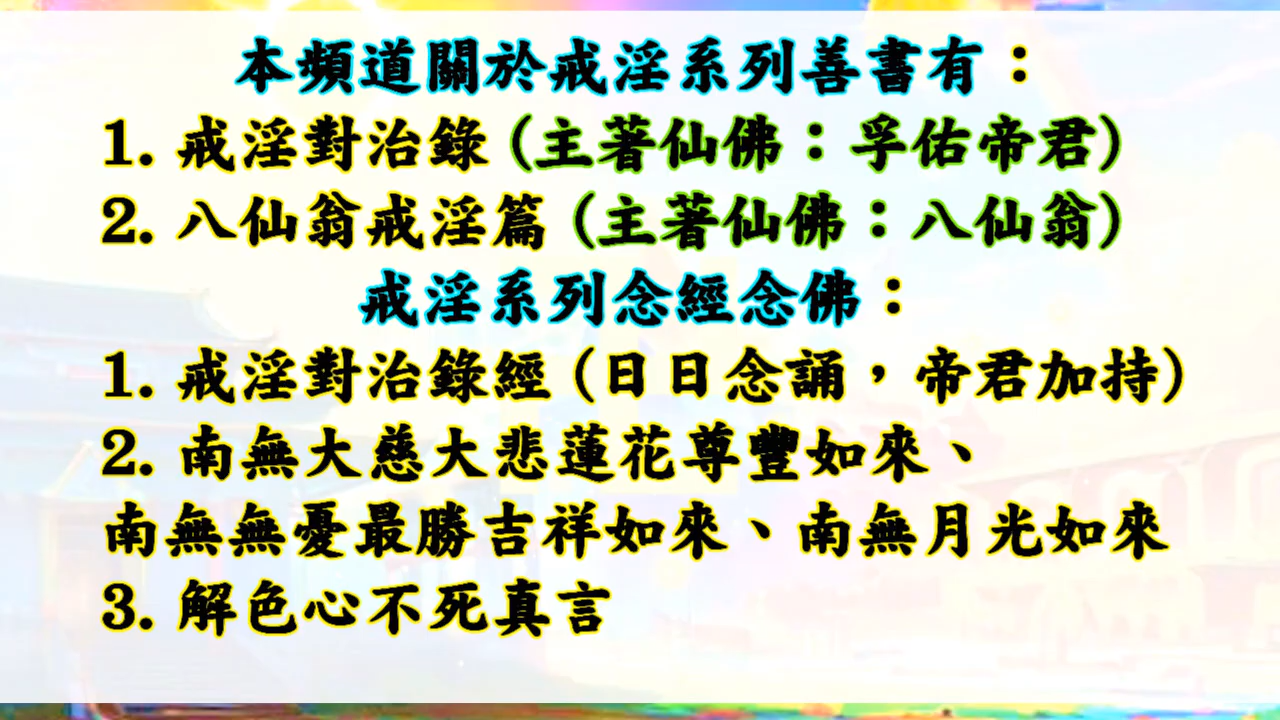 本頻道關於戒淫系列善書有：
1. 戒淫對治錄 (主著仙佛：孚佑帝君)
2. 八仙翁戒淫篇 (主著仙佛：八仙翁)
戒淫系列念經念佛：
1. 戒淫對治錄經 (日日念誦，帝君加持)
2. 南無大慈大悲蓮花尊豐如來、
南無無憂最勝吉祥如來、南無月光如來
3. 解色心不死真言